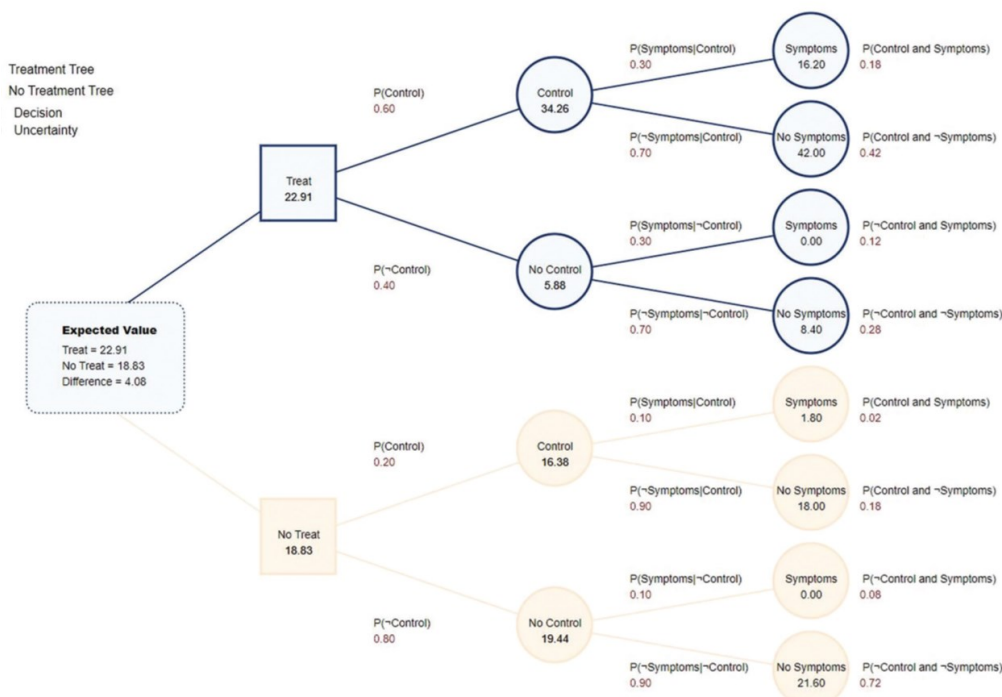 Treatment Tree
No Treatment Tree
Decision
Uncertainty
P(Control)
0.60
P(¬Control)
0.40
Treat
22.91
Control
34.26
No Control
5.88
P(Symptoms|Control)
0.30
P(¬Symptoms|Control)
0.70
P(Symptoms|¬Control)
0.30
P(¬Symptoms|¬Control)
0.70
Symptoms
16.20
No Symptoms
42.00
Symptoms
0.00
No Symptoms
8.40
P(Control and Symptoms)
0.18
P(Control and ¬Symptoms)
0.42
P(¬Control and Symptoms)
0.12
P(¬Control and ¬Symptoms)
0.28
Expected Value
Treat = 22.91
No Treat = 18.83
Difference = 4.08
P(Control)
0.20
P(¬Control)
0.80
No Treat
18.83
Control
16.38
No Control
19.44
P(Symptoms|Control)
0.10
P(¬Symptoms|Control)
0.90
P(Symptoms|¬Control)
0.10
P(¬Symptoms|¬Control)
0.90
Symptoms
1.80
No Symptoms
18.00
Symptoms
0.00
No Symptoms
21.60
P(Control and Symptoms)
0.02
P(Control and ¬Symptoms)
0.18
P(¬Control and Symptoms)
0.08
P(¬Control and ¬Symptoms)
0.72